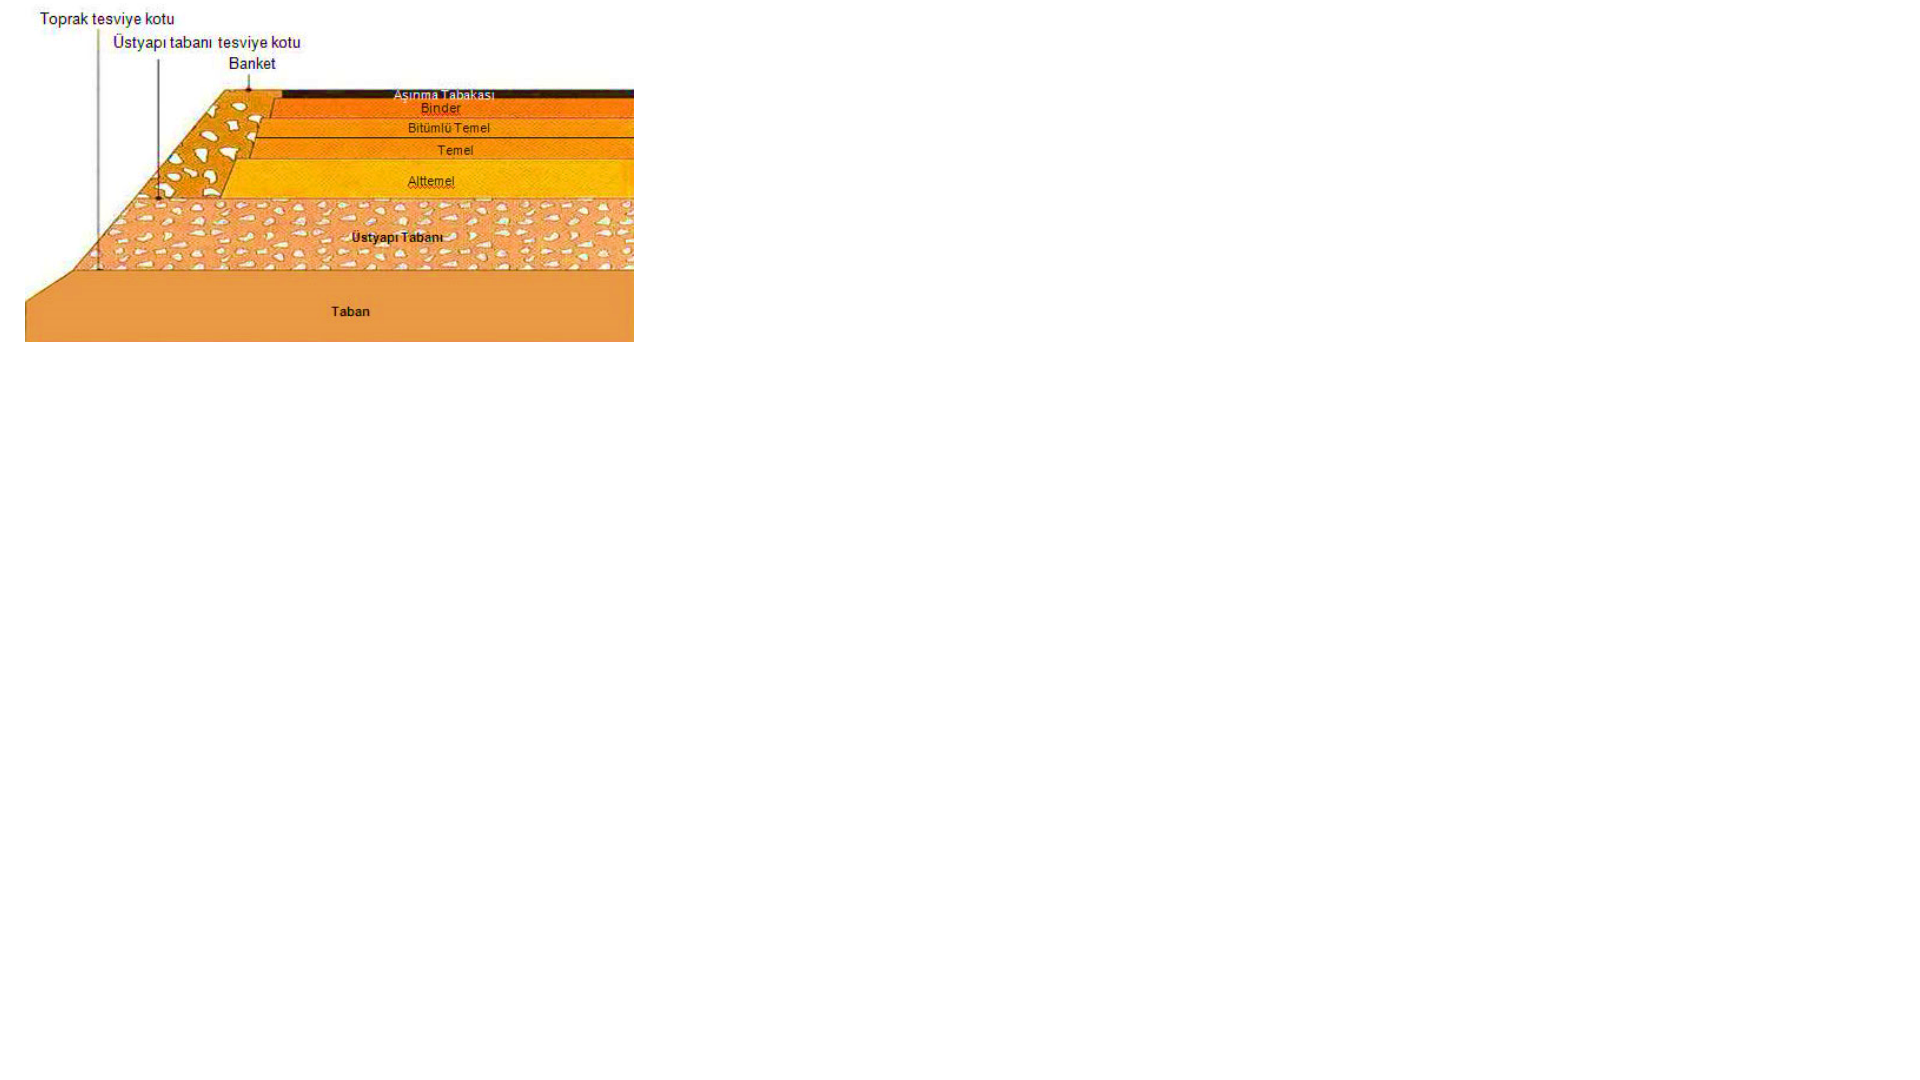 Toprak tesviye kotu
Üstyapı tabanı tesviye kotu
Banket
Aşınma Tabakası
Binder
Bitümlü Temel
Temel
Alttemel
Üstyapı Tabanı
Taban